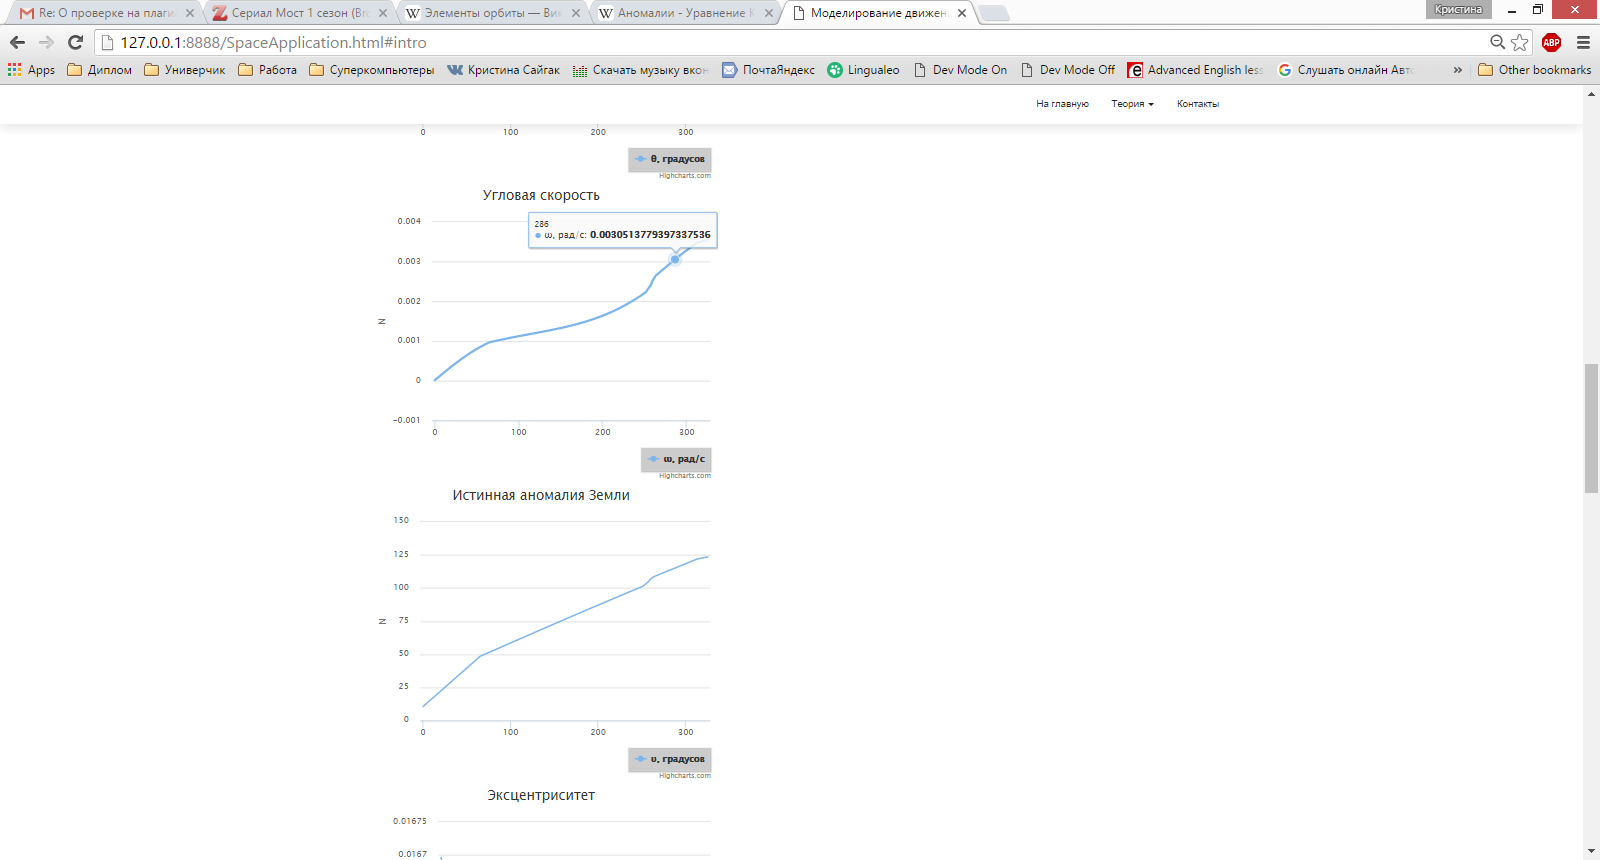 Re: О проверке на плаги
Сериал Мост 1 сезон (Bro
Элементы орбиты — Ви
Аномалии - Уравнение К
Моделирование движен
Кристина
127.0.0.1:8888/SpaceApplication.html#intro
ABP
Apps
Диплом
Универчик
Работа
Суперкомпьютеры
Кристина Сайгак
Скачать музыку вкон
ПочтаЯндекс
Lingualeo
Dev Mode On
Dev Mode Off
Advanced English less
Слушать онлайн Авто
»
Other bookmarks
На главную
Теория
Контакты
0 100 200 300
θ, градусов
Highcharts.com
Угловая скорость
0.004
286
ω, рад/с: 0.0030513779397337536
0.003
0.002
N
0.001
0
-0.001
0 100 200 300
ω, рад/с
Highcharts.com
Истинная аномалия Земли
150
125
100
N
75
50
25
0
0 100 200 300
υ, градусов
Highcharts.com
Эксцентриситет
0.01675
0.0167